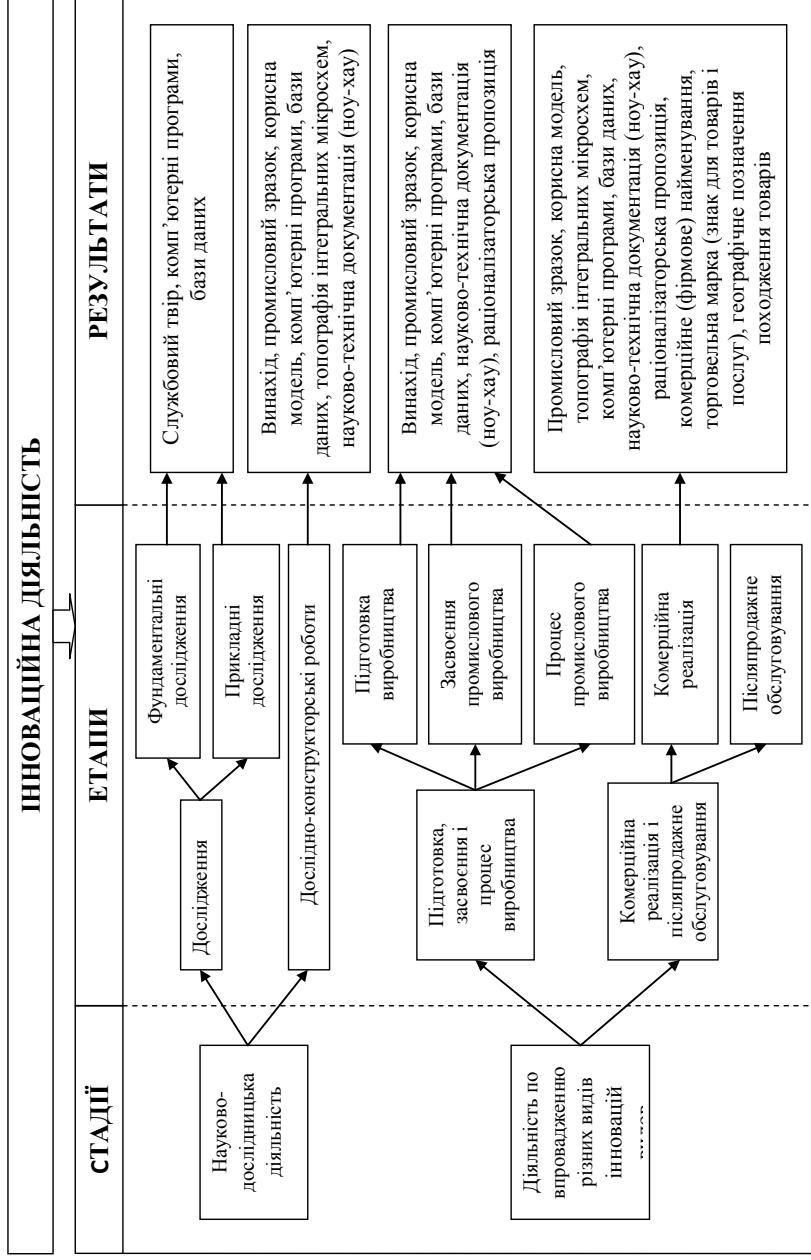 ІННОВАЦІЙНА ДІЯЛЬНІСТЬ
СТАДІЇ
ЕТАПИ
РЕЗУЛЬТАТИ
Науково-
дослідницька
діяльність
Діяльність по
впровадженню
різних видів
інновацій
Дослідження
Дослідно-конструкторські роботи
Підготовка,
засвоєння і
процес
виробництва
Комерційна
реалізація і
післяпродажне
обслуговування
Фундаментальні
дослідження
Прикладні
дослідження
Підготовка
виробництва
Засвоєння
промислового
виробництва
Процес
промислового
виробництва
Комерційна
реалізація
Післяпродажне
обслуговування
Службовий твір, комп’ютерні програми,
бази даних
Винахід, промисловий зразок, корисна
модель, комп’ютерні програми, бази
даних, топографія інтегральних мікросхем,
науково-технічна документація (ноу-хау)
Винахід, промисловий зразок, корисна
модель, комп’ютерні програми, бази
даних, науково-технічна документація
(ноу-хау), раціоналізаторська пропозиція
Промисловий зразок, корисна модель,
топографія інтегральних мікросхем,
комп’ютерні програми, бази даних,
науково-технічна документація (ноу-хау),
раціоналізаторська пропозиція,
комерційне (фірмове) найменування,
торговельна марка (знак для товарів і
послуг), географічне позначення
походження товарів